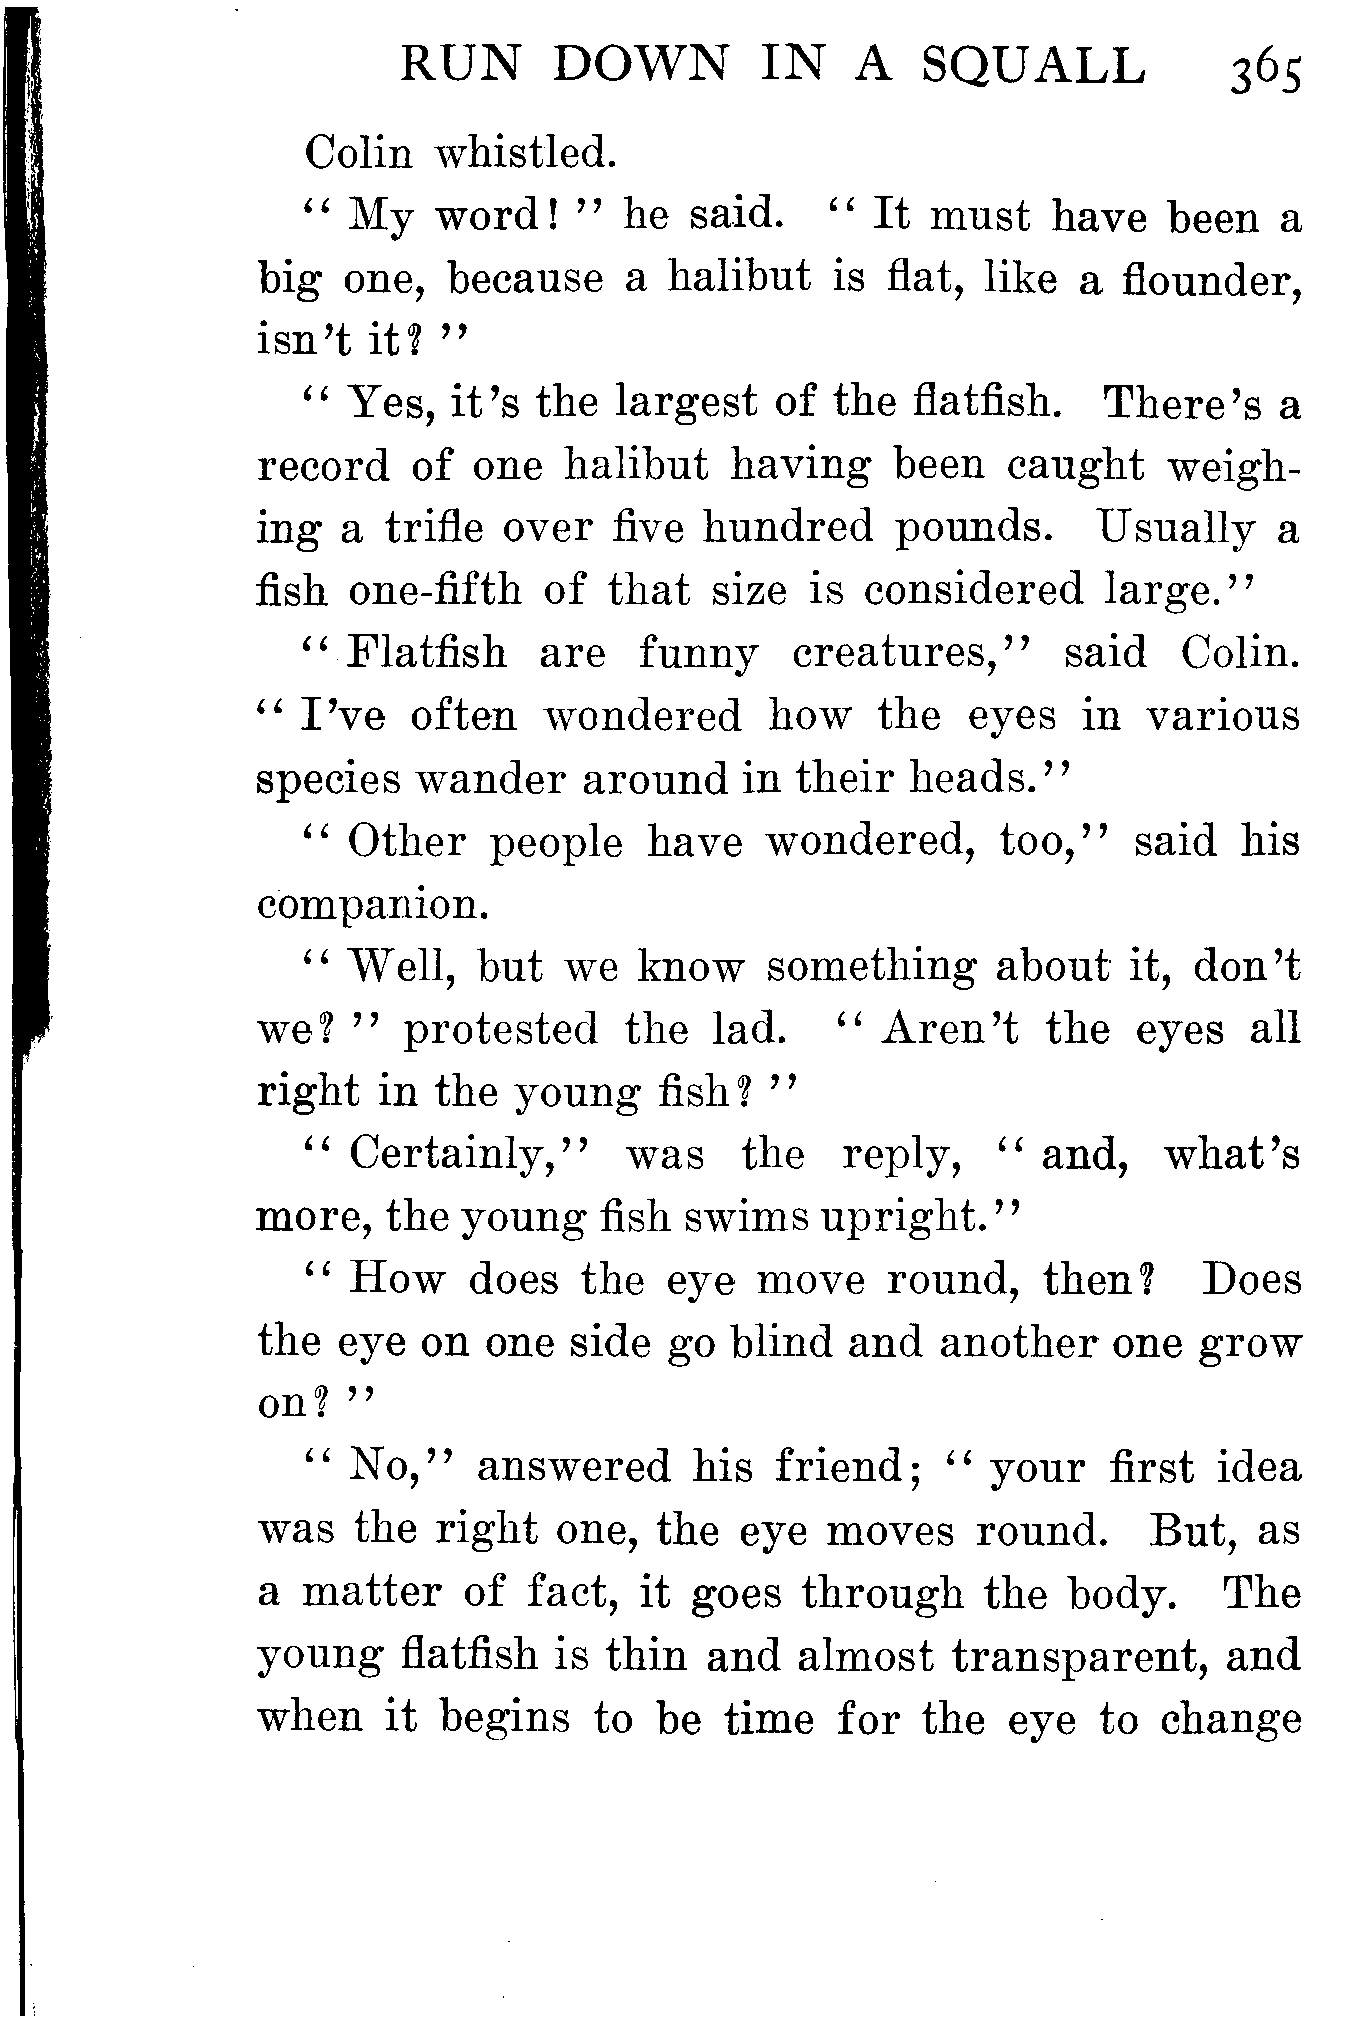 RUN DOWN IN A SQUALL 365
Colin whistled.
“ My word! ” he said. “ It must have been a
big one, because a halibut is flat, like a flounder,
isn't it? ”
“ Yes, it's the largest of the flatfish. There's a
record of one halibut having been caught weigh-
ing a trifle over five hundred pounds. Usually a
fish one-fifth of that size is considered large.”
“ Flatfish are funny creatures,” said Colin.
“ I've often wondered how the eyes in various
species wander around in their heads.”
“ Other people have wondered, too,” said his
companion.
“ Well, but we know something about it, don't
we? ” protested the lad. “ Aren't the eyes all
right in the young fish? ”
“ Certainly,” was the reply, “ and, what's
more, the young fish swims upright.”
“ How does the eye move round, then? Does
the eye on one side go blind and another one grow
on? ”
“ No,” answered his friend; “ your first idea
was the right one, the eye moves round. But, as
a matter of fact, it goes through the body. The
young flatfish is thin and almost transparent, and
when it begins to be time for the eye to change